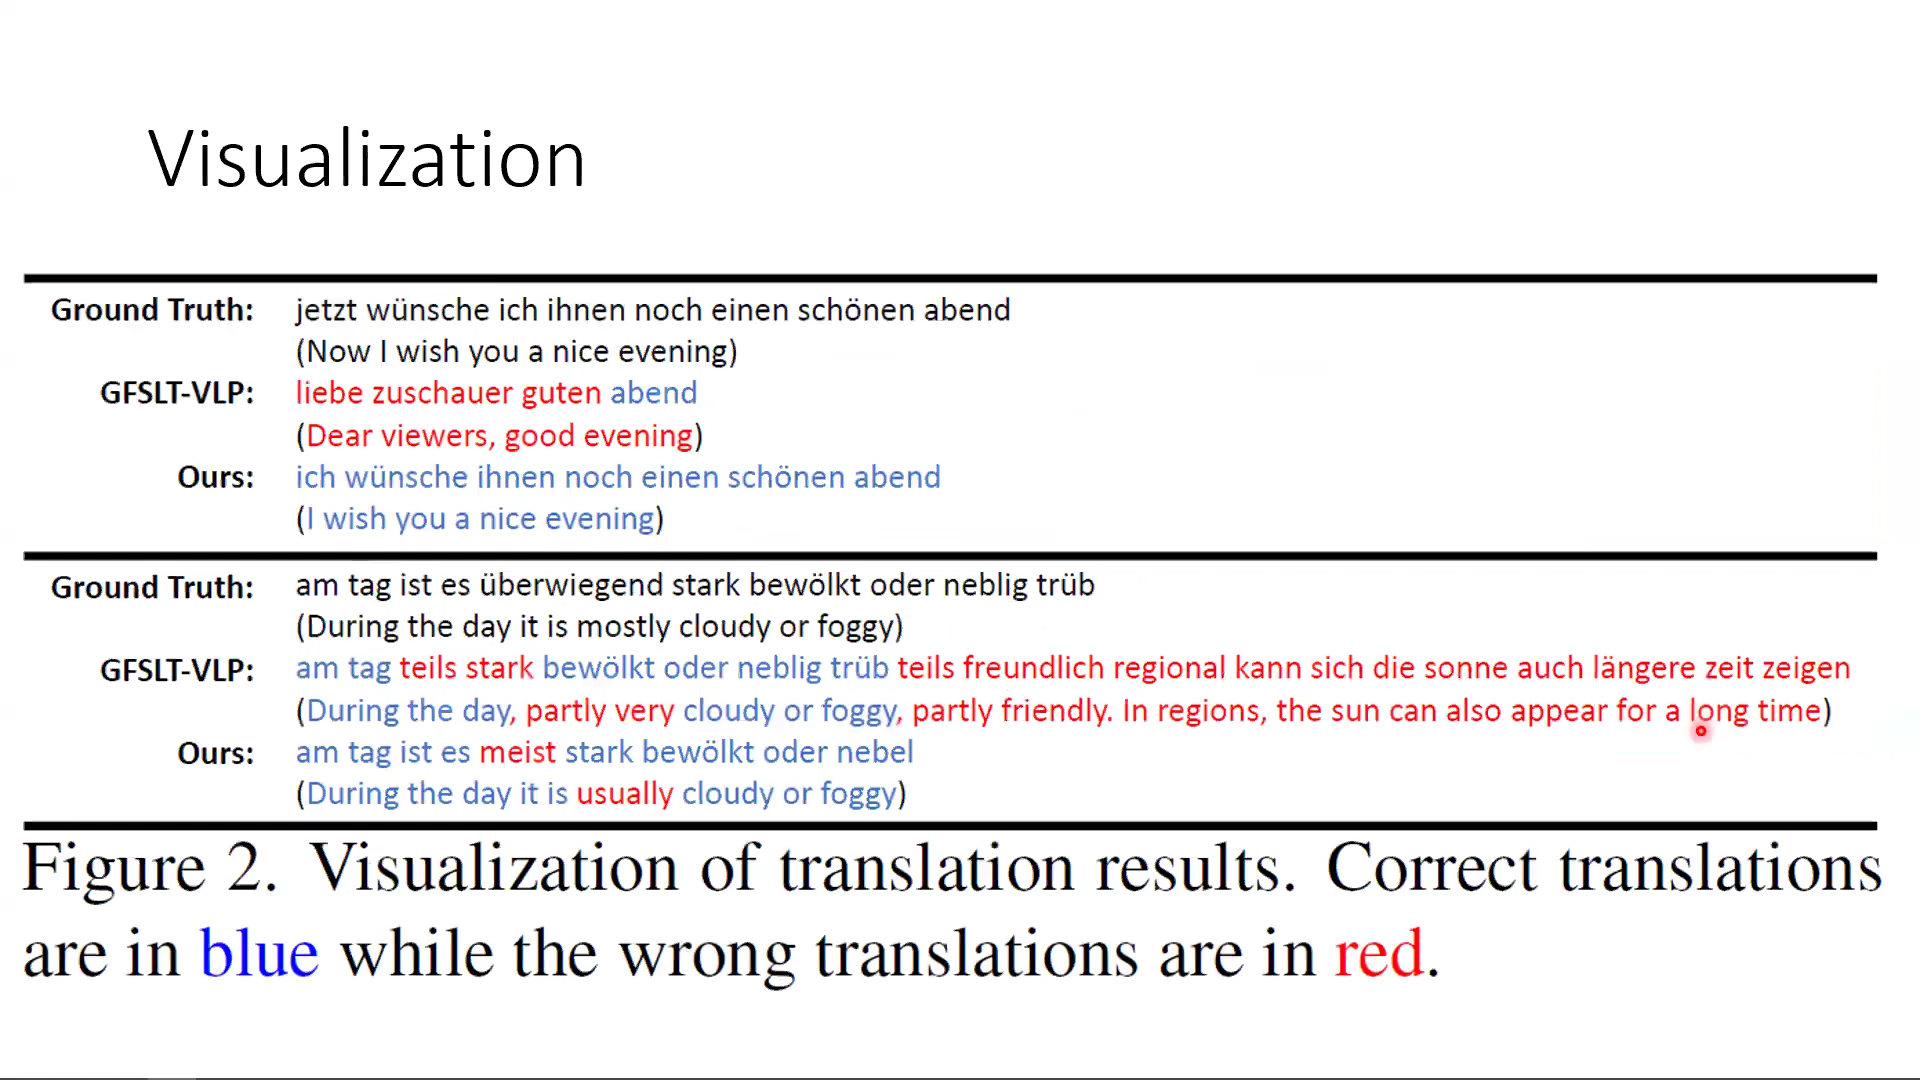 Visualization
Ground Truth: jetzt wünsche ich ihnen noch einen schönen abend
(Now I wish you a nice evening)
GFSLT-VLP: liebe zuschauer guten abend
(Dear viewers, good evening)
Ours: ich wünsche ihnen noch einen schönen abend
(I wish you a nice evening)
Ground Truth: am tag ist es überwiegend stark bewölkt oder neblig trüb
(During the day it is mostly cloudy or foggy)
GFSLT-VLP: am tag teils stark bewölkt oder neblig trüb teils freundlich regional kann sich die sonne auch längere zeit zeigen
(During the day, partly very cloudy or foggy, partly friendly. In regions, the sun can also appear for a long time)
Ours: am tag ist es meist stark bewölkt oder nebel
(During the day it is usually cloudy or foggy)
Figure 2. Visualization of translation results. Correct translations
are in blue while the wrong translations are in red.